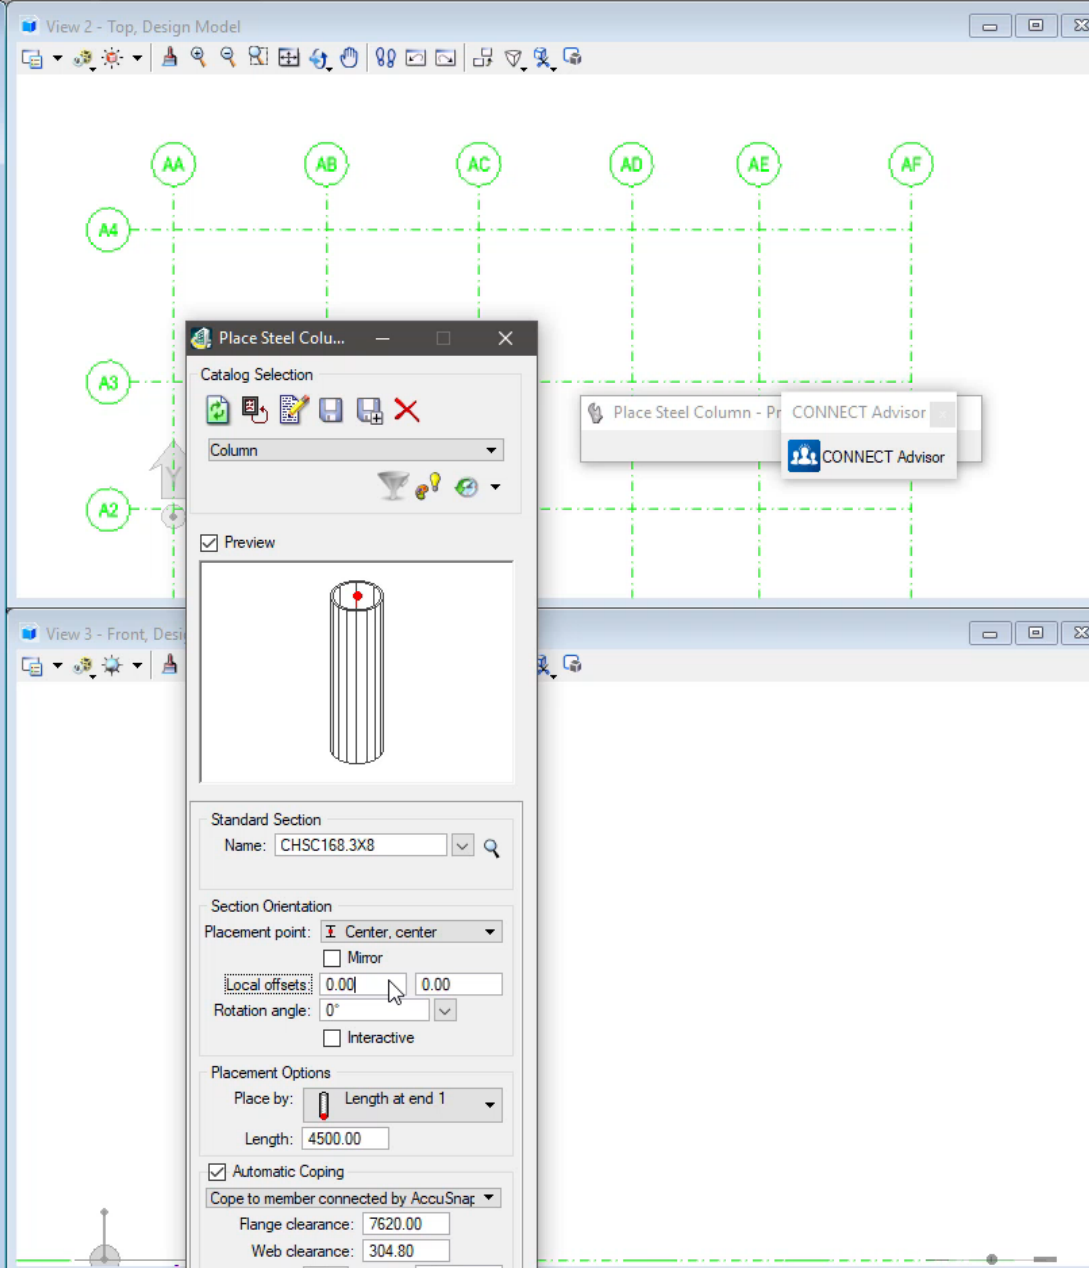 View 2 - Top, Design Model
AA AB AC AD AE AF
A4
Place Steel Colu...
Catalog Selection
A3
Place Steel Column - Pr
CONNECT Advisor
Column
CONNECT Advisor
Y
A2
Preview
View 3 - Front, Desi
Standard Section
Name: CHSC168.3X8
Section Orientation
Placement point: Center, center
Mirror
Local offsets: 0.00 0.00
Rotation angle: 0°
Interactive
Placement Options
Place by: Length at end 1
Length: 4500.00
Automatic Coping
Cope to member connected by AccuSnap
Flange clearance: 7620.00
Web clearance: 304.80